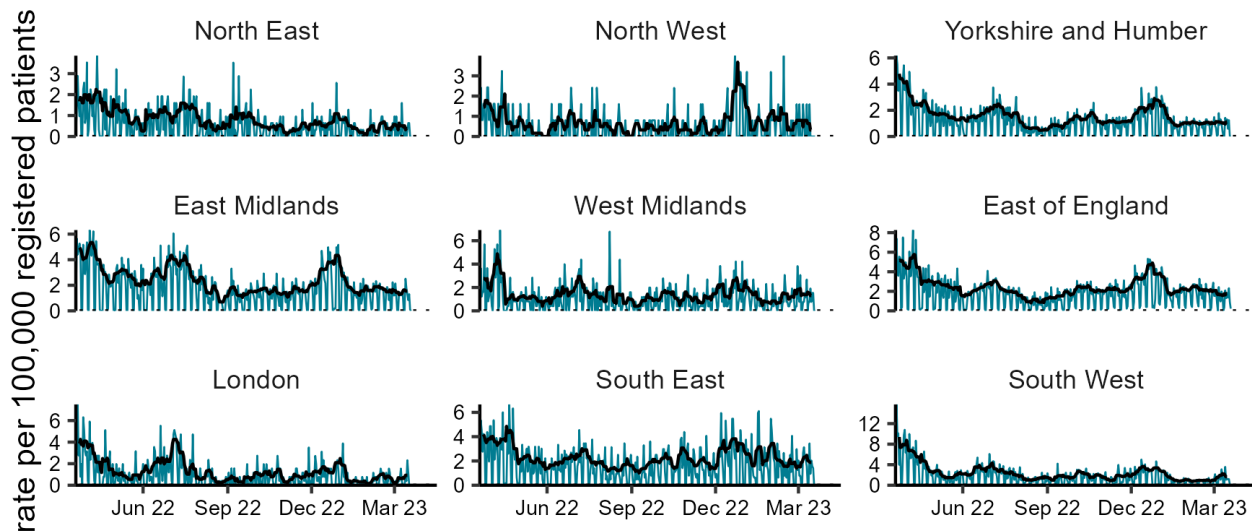 rate per 100,000 registered patients
North East
North West
Yorkshire and Humber
3
2
1
0
3
2
1
0
6
4
2
0
East Midlands
West Midlands
East of England
6
4
2
0
6
4
2
0
8
6
4
2
0
London
South East
South West
6
4
2
0
6
4
2
0
12
8
4
0
Jun 22 Sep 22 Dec 22 Mar 23
Jun 22 Sep 22 Dec 22 Mar 23
Jun 22 Sep 22 Dec 22 Mar 23